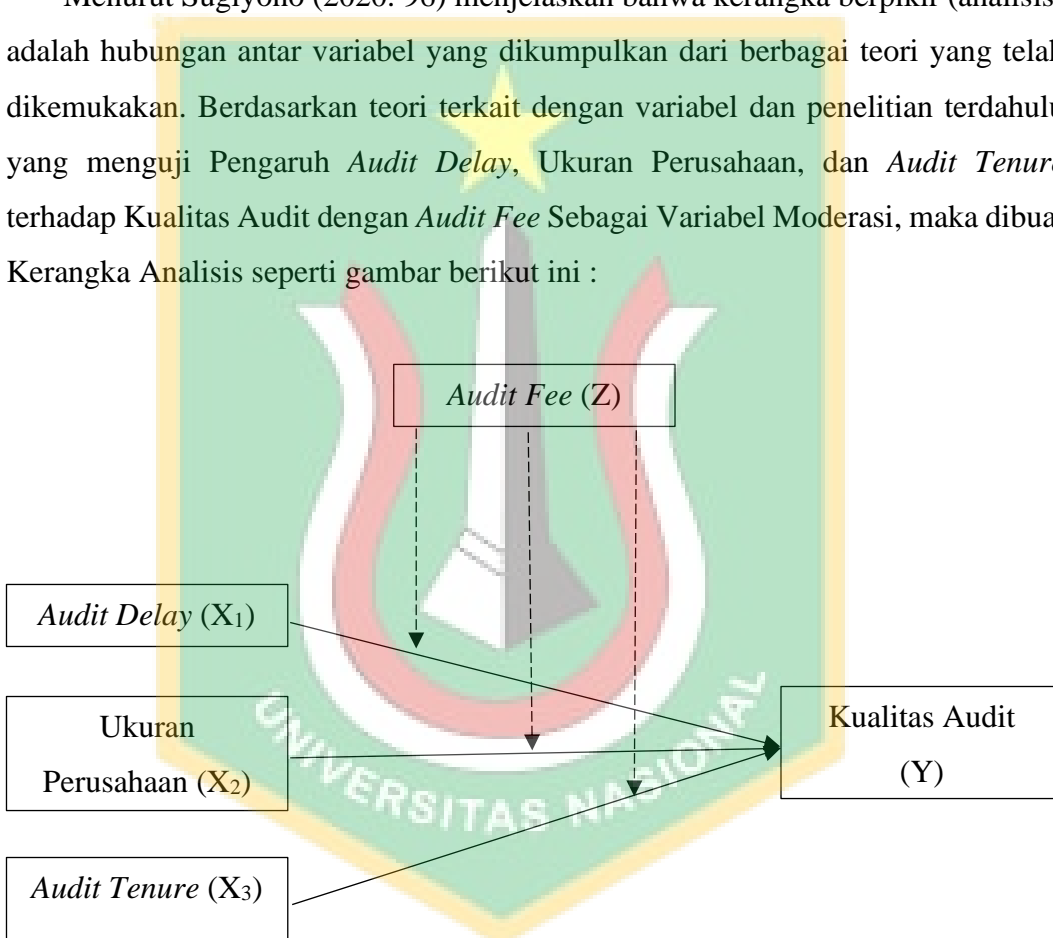 Menurut Sugiyono (2020: 96) menjelaskan bahwa kerangka berpikir (analisis)
adalah hubungan antar variabel yang dikumpulkan dari berbagai teori yang telah
dikemukakan. Berdasarkan teori terkait dengan variabel dan penelitian terdahulu
yang menguji Pengaruh Audit Delay, Ukuran Perusahaan, dan Audit Tenure
terhadap Kualitas Audit dengan Audit Fee Sebagai Variabel Moderasi, maka dibuat
Kerangka Analisis seperti gambar berikut ini :
Audit Fee (Z)
Audit Delay (X₁)
Ukuran
Perusahaan (X₂)
Kualitas Audit
(Y)
Audit Tenure (X₃)
UNIVERSITAS NASIONAL